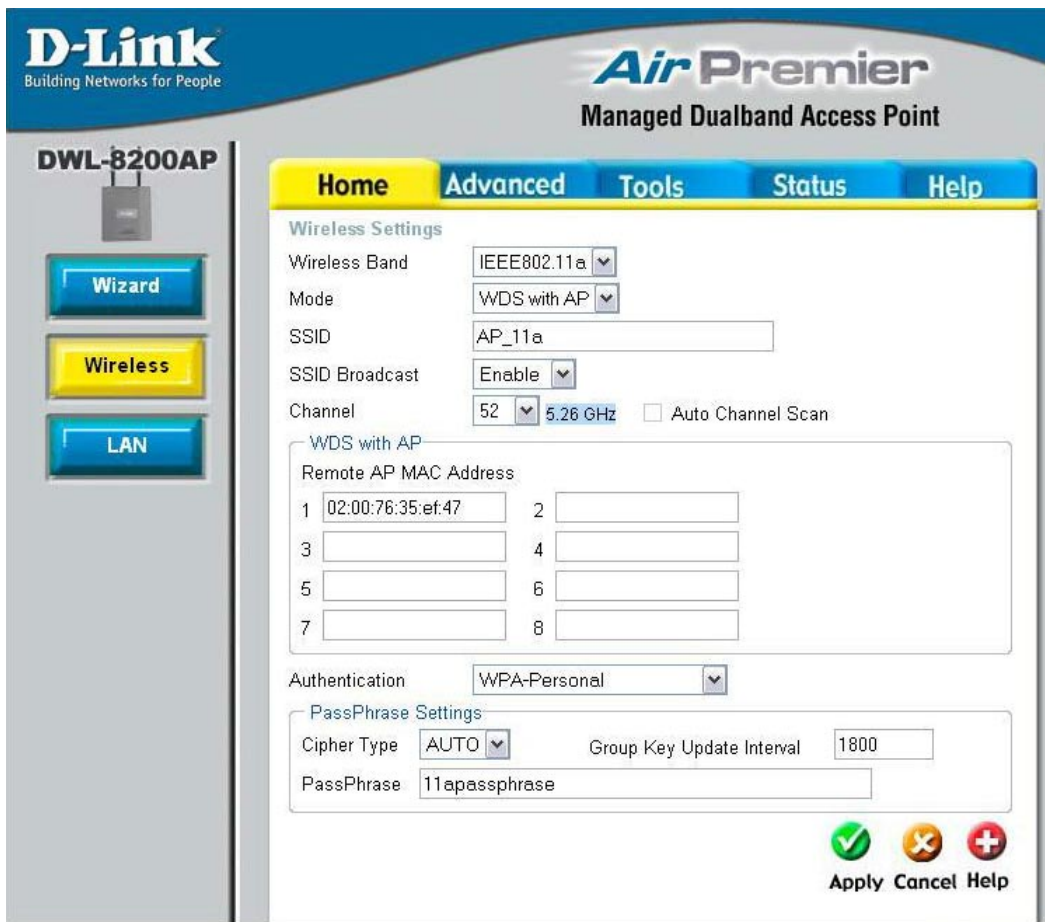 D-Link
Building Networks for People
Air Premier
Managed Dualband Access Point
DWL-8200AP
Home Advanced Tools Status Help
Wizard
Wireless
LAN
Wireless Settings
Wireless Band IEEE802.11a
Mode WDS with AP
SSID AP_11a
SSID Broadcast Enable
Channel 52 5.26 GHz Auto Channel Scan
WDS with AP
Remote AP MAC Address
1 02:00:76:35:ef:47 2
3 4
5 6
7 8
Authentication WPA-Personal
PassPhrase Settings
Cipher Type AUTO Group Key Update Interval 1800
PassPhrase 11apassphrase
Apply Cancel Help